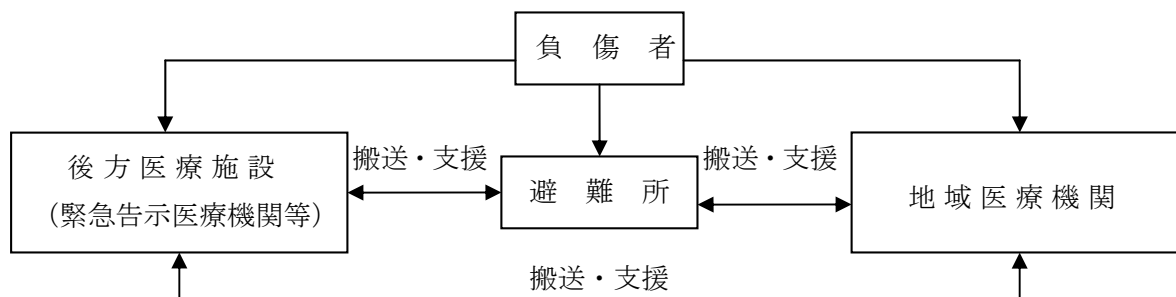 負傷者
後方医療施設
（緊急告示医療機関等）
搬送・支援
避難所
搬送・支援
地域医療機関
搬送・支援